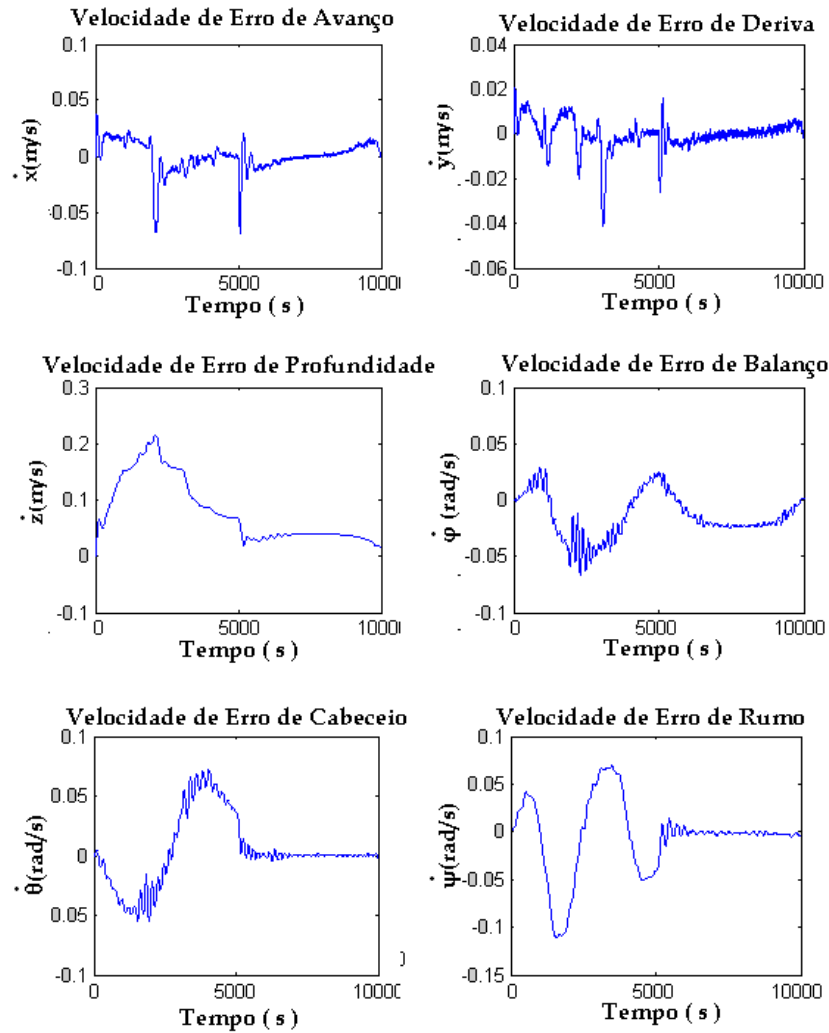 Velocidade de Erro de Avanço
0.1
0.05
0
-0.05
-0.1
ẋ(m/s)
0
5000
1000
Tempo ( s )
Velocidade de Erro de Deriva
0.04
0.02
0
-0.02
-0.04
-0.06
ẏ(m/s)
0
5000
10000
Tempo ( s )
Velocidade de Erro de Profundidade
0.3
0.2
0.1
0
-0.1
ż(m/s)
0
5000
1000
Tempo ( s )
Velocidade de Erro de Balanço
0.1
0.05
0
-0.05
-0.1
φ̇ (rad/s)
0
5000
10000
Tempo ( s )
Velocidade de Erro de Cabeceio
0.1
0.05
0
0.05
-0.1
θ̇(rad/s)
0
5000
10000
Tempo ( s )
Velocidade de Erro de Rumo
0.1
0.05
0
-0.05
-0.1
-0.15
ψ̇(rad/s)
0
5000
10000
Tempo ( s )